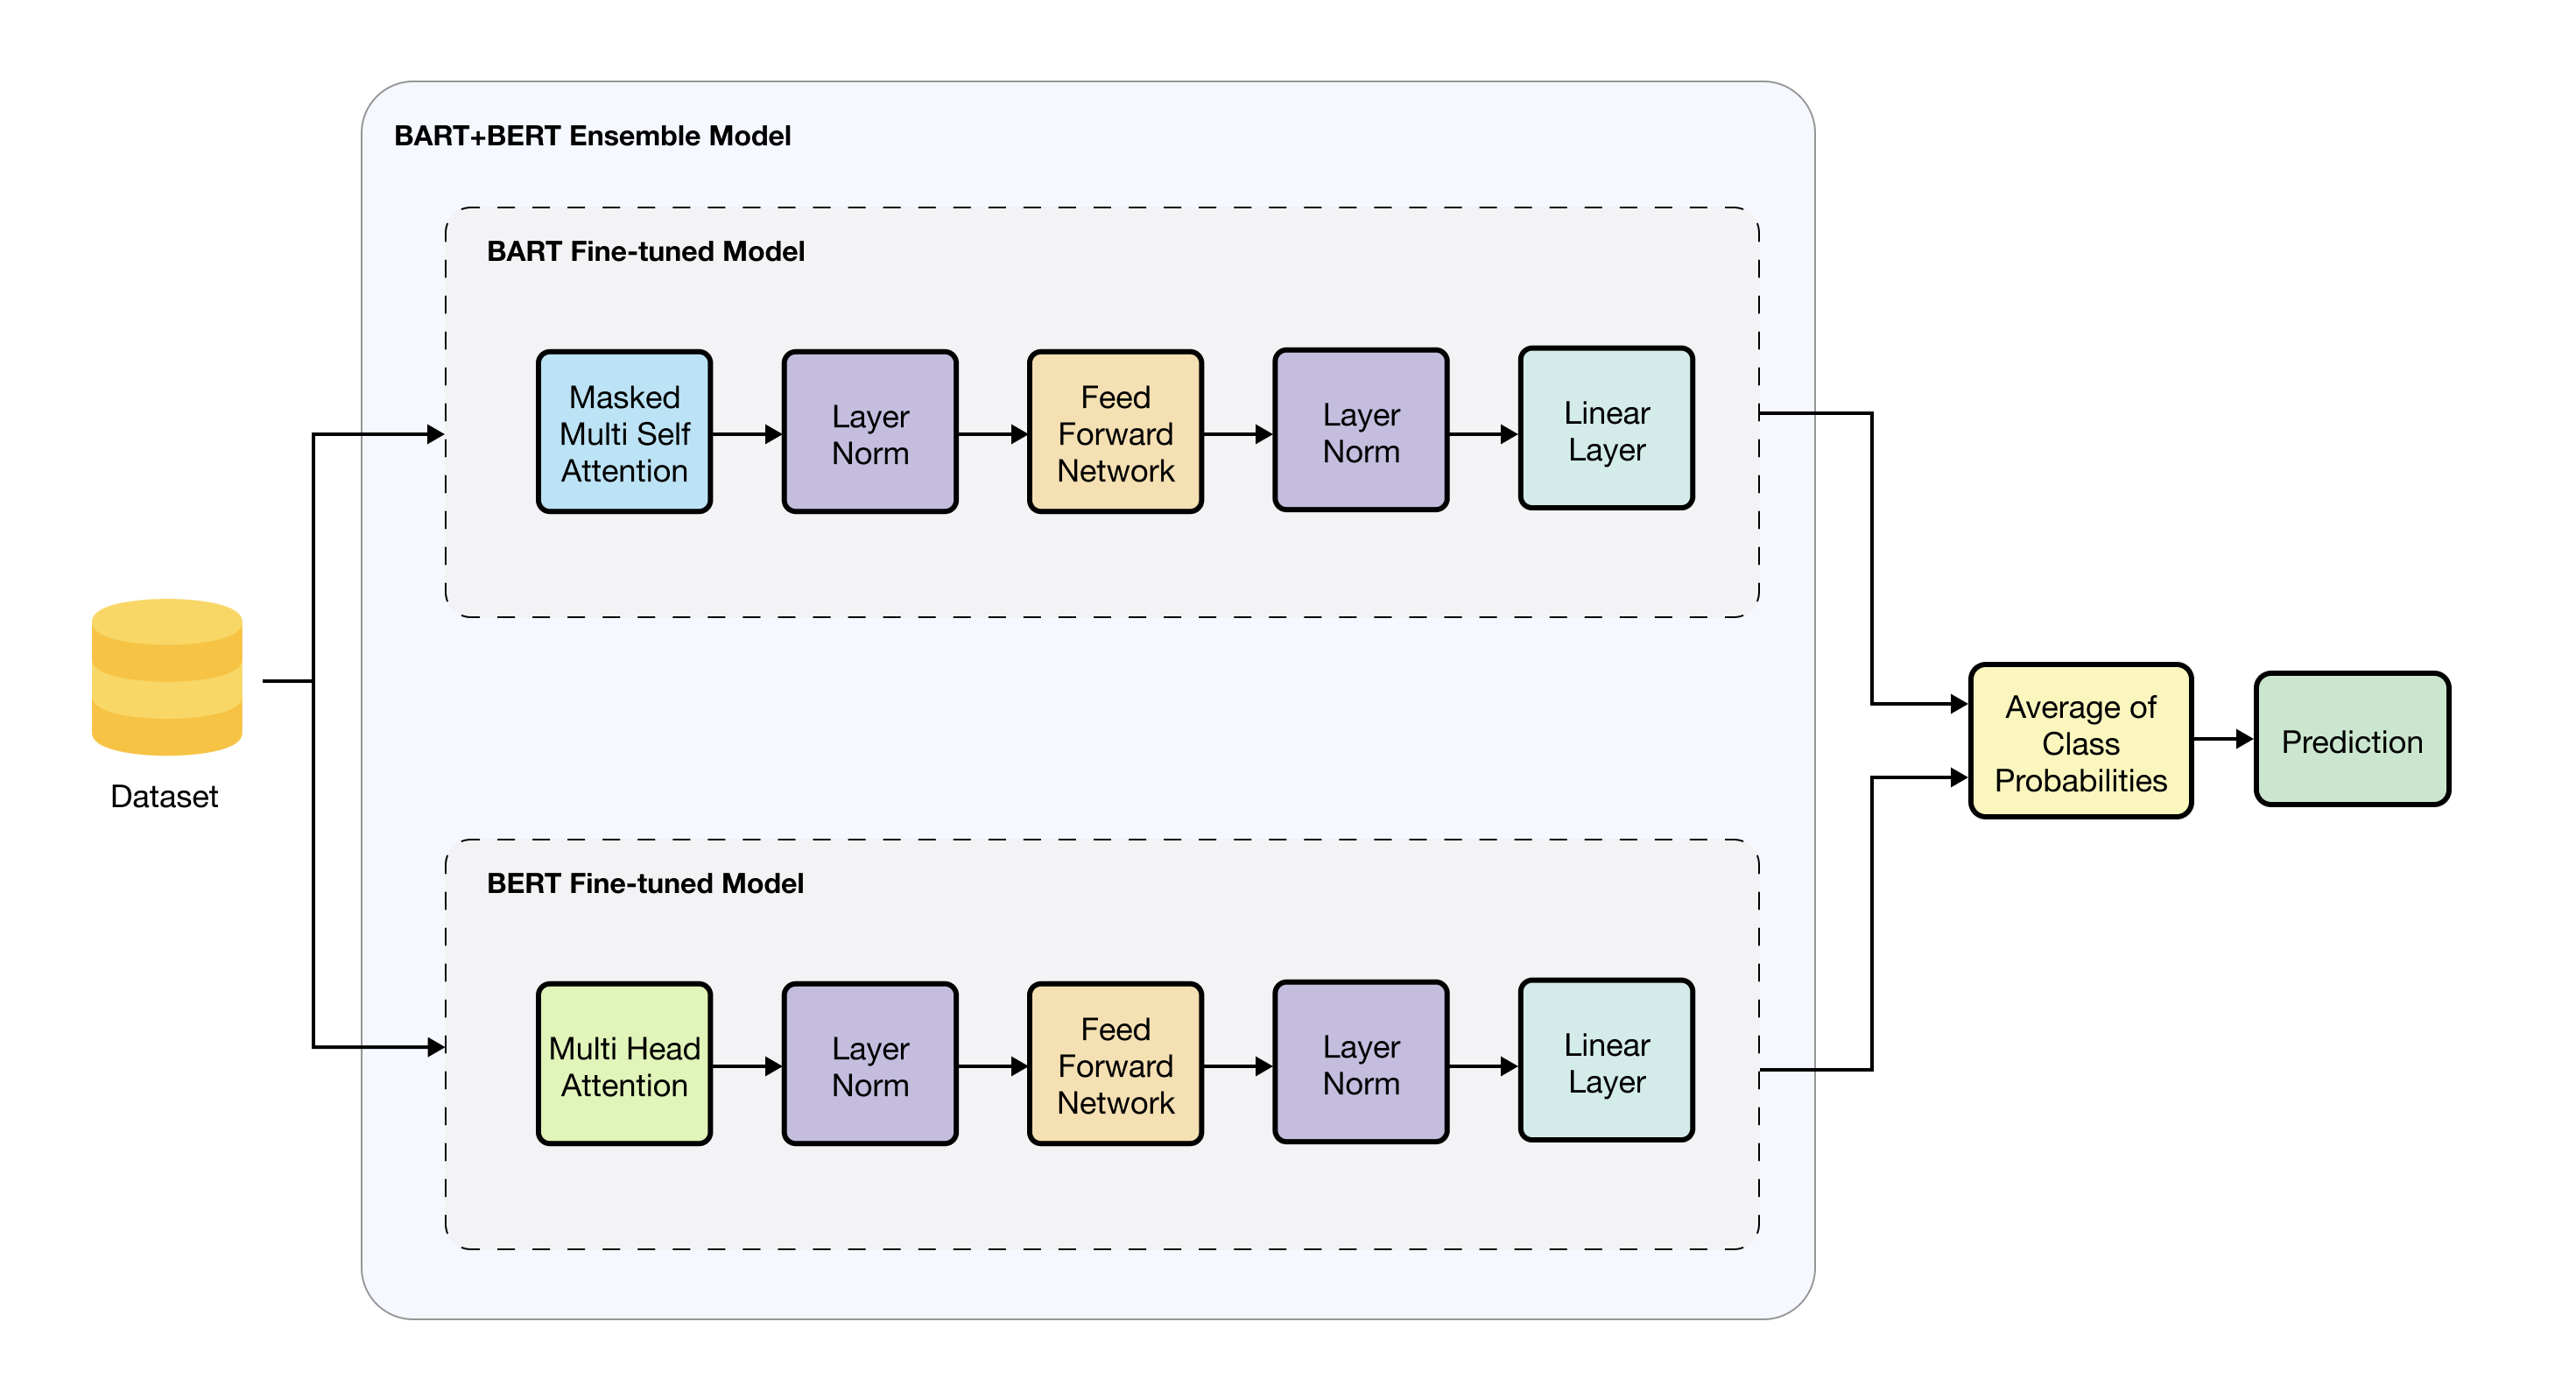 BART+BERT Ensemble Model
BART Fine-tuned Model
Masked
Multi Self
Attention
Layer
Norm
Feed
Forward
Network
Layer
Norm
Linear
Layer
Dataset
Average of
Class
Probabilities
Prediction
BERT Fine-tuned Model
Multi Head
Attention
Layer
Norm
Feed
Forward
Network
Layer
Norm
Linear
Layer